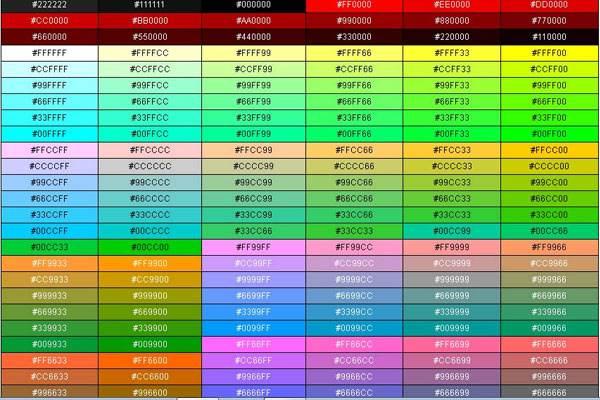 #222222 #111111 #000000 #FF0000 #EE0000 #DD0000
#CC0000 #BB0000 #AA0000 #990000 #880000 #770000
#660000 #550000 #440000 #330000 #220000 #110000
#FFFFFF #FFFFCC #FFFF99 #FFFF66 #FFFF33 #FFFF00
#CCFFFF #CCFFCC #CCFF99 #CCFF66 #CCFF33 #CCFF00
#99FFFF #99FFCC #99FF99 #99FF66 #99FF33 #99FF00
#66FFFF #66FFCC #66FF99 #66FF66 #66FF33 #66FF00
#33FFFF #33FFCC #33FF99 #33FF66 #33FF33 #33FF00
#00FFFF #00FFCC #00FF99 #00FF66 #00FF33 #00FF00
#FFCCFF #FFCCCC #FFCC99 #FFCC66 #FFCC33 #FFCC00
#CCCCFF #CCCCCC #CCCC99 #CCCC66 #CCCC33 #CCCC00
#99CCFF #99CCCC #99CC99 #99CC66 #99CC33 #99CC00
#66CCFF #66CCCC #66CC99 #66CC66 #66CC33 #66CC00
#33CCFF #33CCCC #33CC99 #33CC66 #33CC33 #33CC00
#00CCFF #00CCCC #33CC66 #33CC33 #00CC99 #00CC66
#00CC33 #00CC00 #FF99FF #FF99CC #FF9999 #FF9966
#FF9933 #FF9900 #CC99FF #CC99CC #CC9999 #CC9966
#CC9933 #CC9900 #9999FF #9999CC #999999 #999966
#999933 #999900 #6699FF #6699CC #669999 #669966
#669933 #669900 #3399FF #3399CC #339999 #339966
#339933 #339900 #0099FF #0099CC #009999 #009966
#009933 #009900 #FF66FF #FF66CC #FF6699 #FF6666
#FF6633 #FF6600 #CC66FF #CC66CC #CC6699 #CC6666
#CC6633 #CC6600 #9966FF #9966CC #996699 #996666
#996633 #996600 #6666FF #6666CC #666699 #666666